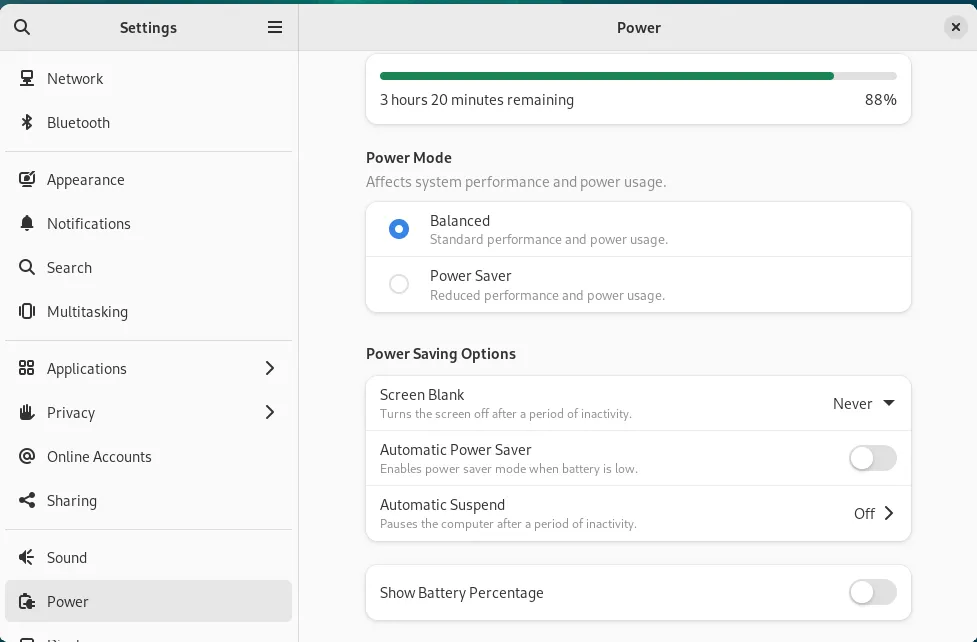 Settings
Power
Network
Bluetooth
Appearance
Notifications
Search
Multitasking
Applications
Privacy
Online Accounts
Sharing
Sound
Power
3 hours 20 minutes remaining 88%
Power Mode
Affects system performance and power usage.
Balanced
Standard performance and power usage.
Power Saver
Reduced performance and power usage.
Power Saving Options
Screen Blank
Turns the screen off after a period of inactivity.
Never
Automatic Power Saver
Enables power saver mode when battery is low.
Automatic Suspend
Pauses the computer after a period of inactivity.
Off
Show Battery Percentage